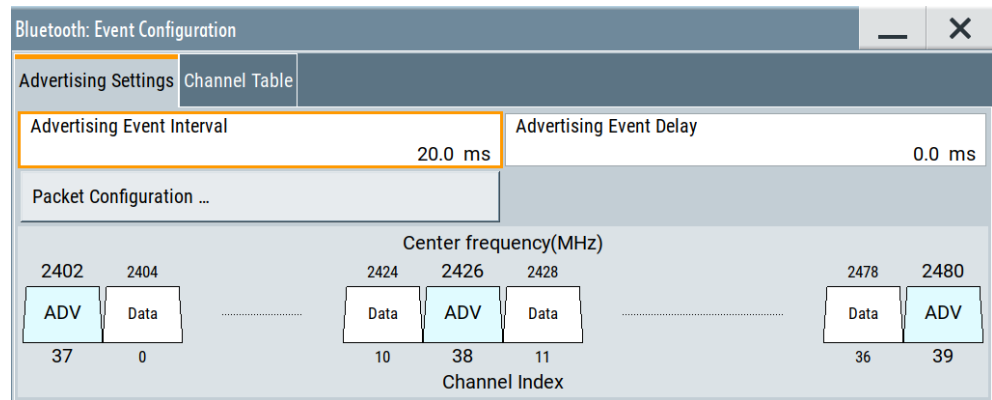 Bluetooth: Event Configuration
Advertising Settings Channel Table
Advertising Event Interval Advertising Event Delay
20.0 ms 0.0 ms
Packet Configuration ...
Center frequency(MHz)
2402 2404 2424 2426 2428 2478 2480
ADV Data Data ADV Data Data ADV
37 0 10 38 11 36 39
Channel Index